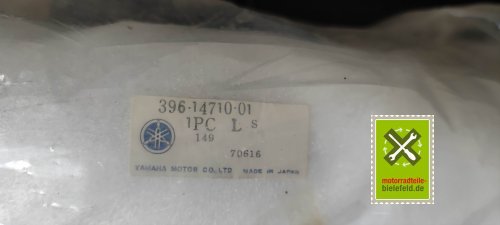 396-14710-01
1PC L S
149
70616
YAMAHA MOTOR CO., LTD MADE IN JAPAN
motorradteile-
bielefeld.de